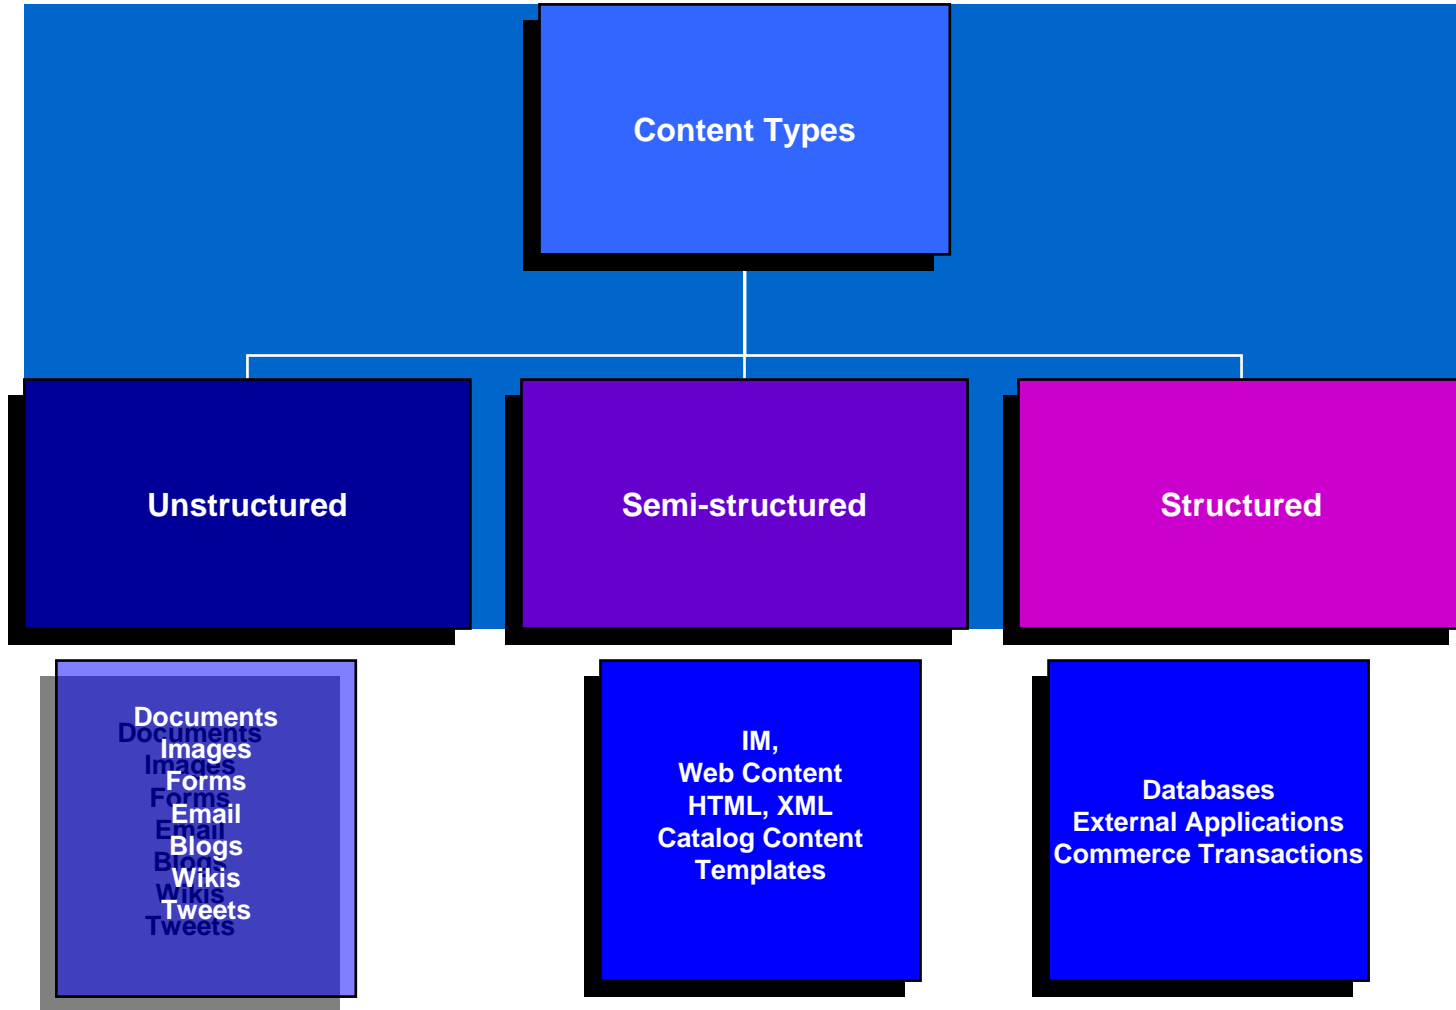 Content Types
Unstructured
Semi-structured
Structured
Documents
Images
Forms
Email
Blogs
Wikis
Tweets
IM,
Web Content
HTML, XML
Catalog Content
Templates
Databases
External Applications
Commerce Transactions